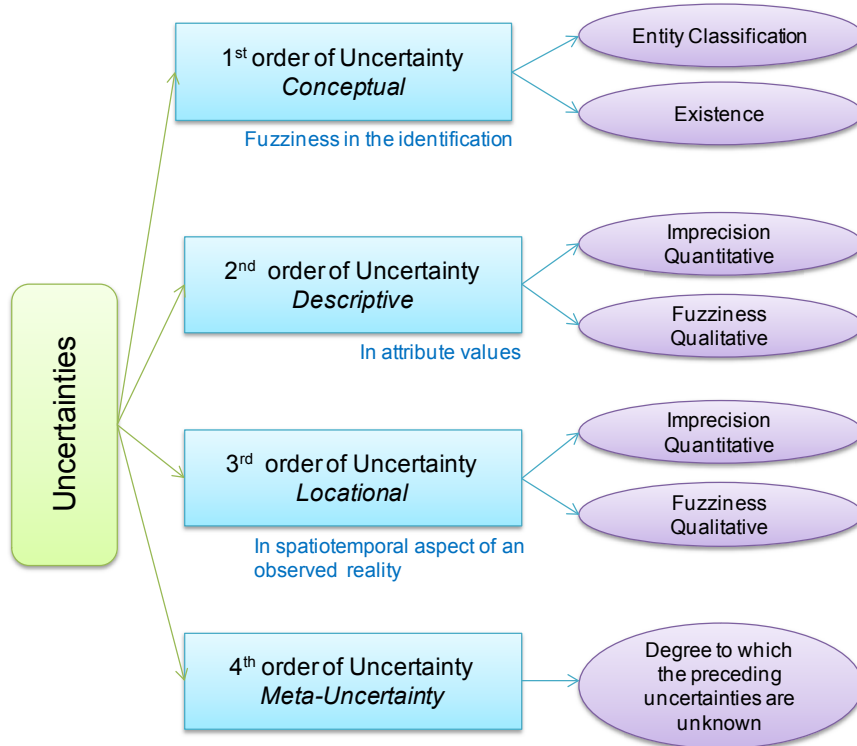 Uncertainties
1st order of Uncertainty
Conceptual
Fuzziness in the identification
Entity Classification
Existence
2nd order of Uncertainty
Descriptive
In attribute values
Imprecision
Quantitative
Fuzziness
Qualitative
3rd order of Uncertainty
Locational
In spatiotemporal aspect of an
observed reality
Imprecision
Quantitative
Fuzziness
Qualitative
4th order of Uncertainty
Meta-Uncertainty
Degree to which
the preceding
uncertainties are
unknown